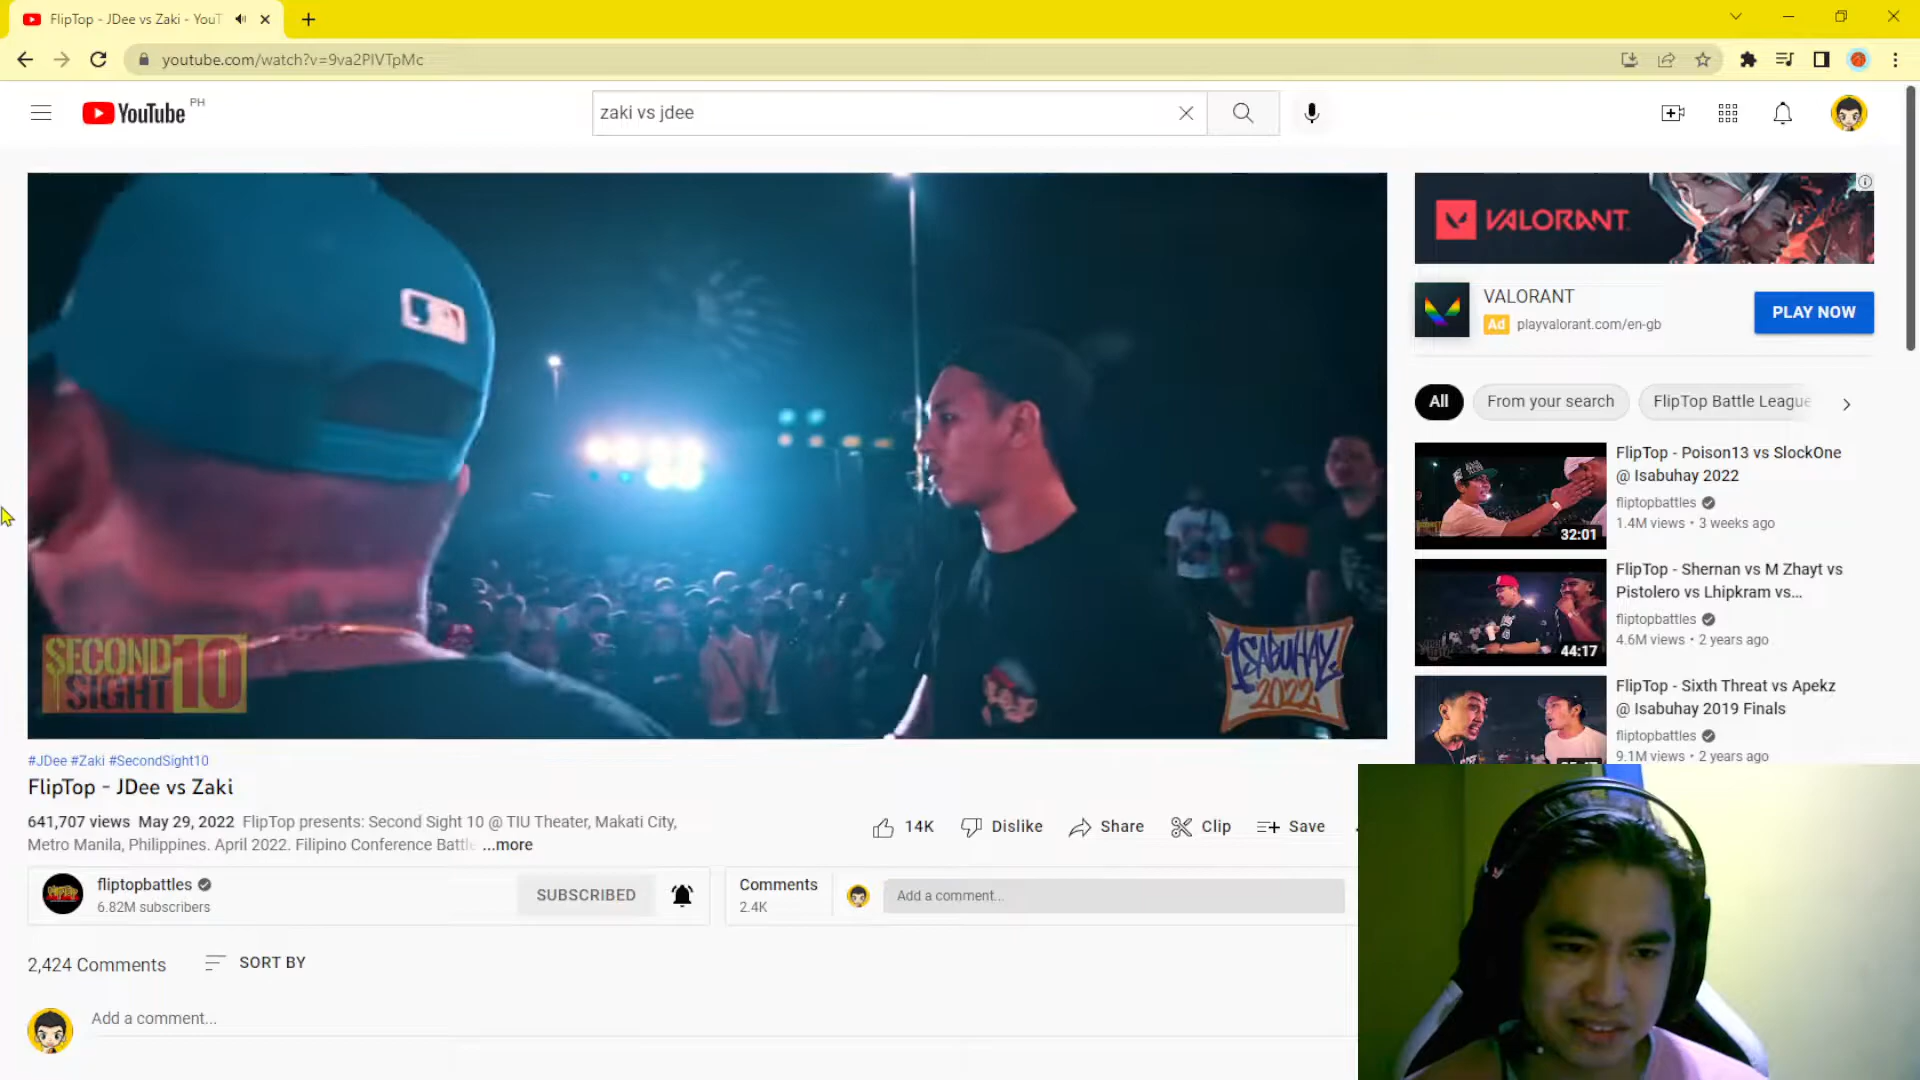 FlipTop - JDee vs Zaki - YouT
youtube.com/watch?v=9va2PlVTpMc
YouTube PH
zaki vs jdee
SECOND
SIGHT 10
ISABUHAY
2022
#JDee #Zaki #SecondSight10
FlipTop - JDee vs Zaki
641,707 views May 29, 2022 FlipTop presents: Second Sight 10 @ TIU Theater, Makati City,
Metro Manila, Philippines. April 2022. Filipino Conference Battle ...more
14K Dislike Share Clip Save
fliptopbattles
6.82M subscribers
SUBSCRIBED
Comments
2.4K
Add a comment...
2,424 Comments SORT BY
Add a comment...
VALORANT
VALORANT
Ad playvalorant.com/en-gb
PLAY NOW
All From your search FlipTop Battle League
FlipTop - Poison13 vs SlockOne
@ Isabuhay 2022
fliptopbattles
1.4M views • 3 weeks ago
32:01
FlipTop - Shernan vs M Zhayt vs
Pistolero vs Lhipkram vs...
fliptopbattles
4.6M views • 2 years ago
44:17
FlipTop - Sixth Threat vs Apekz
@ Isabuhay 2019 Finals
fliptopbattles
9.1M views • 2 years ago